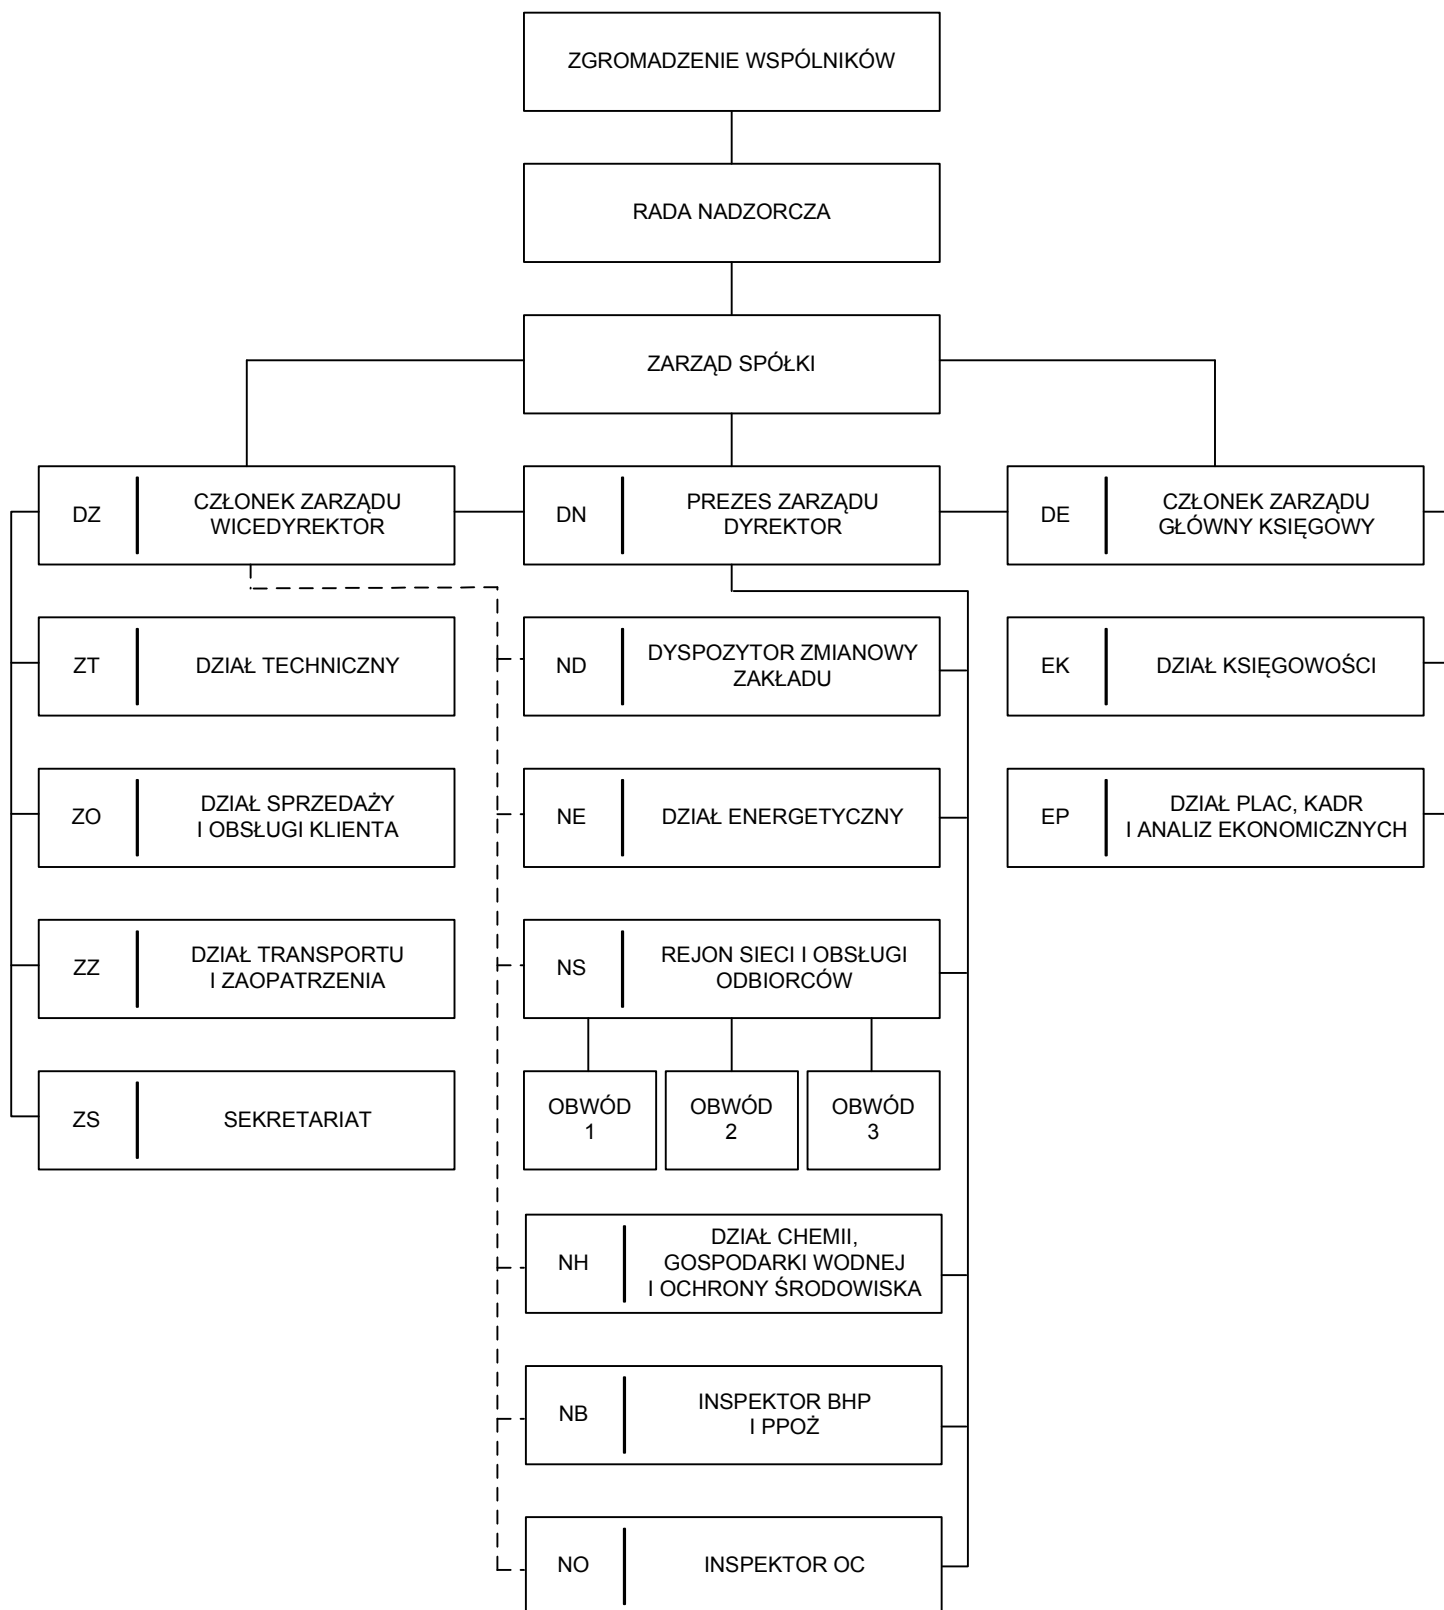 ZGROMADZENIE WSPÓLNIKÓW
RADA NADZORCZA
ZARZĄD SPÓŁKI
DZ
CZŁONEK ZARZĄDU
WICEDYREKTOR
DN
PREZES ZARZĄDU
DYREKTOR
DE
CZŁONEK ZARZĄDU
GŁÓWNY KSIĘGOWY
ZT
DZIAŁ TECHNICZNY
ND
DYSPOZYTOR ZMIANOWY
ZAKŁADU
EK
DZIAŁ KSIĘGOWOŚCI
ZO
DZIAŁ SPRZEDAŻY
I OBSŁUGI KLIENTA
NE
DZIAŁ ENERGETYCZNY
EP
DZIAŁ PLAC, KADR
I ANALIZ EKONOMICZNYCH
ZZ
DZIAŁ TRANSPORTU
I ZAOPATRZENIA
NS
REJON SIECI I OBSŁUGI
ODBIORCÓW
ZS
SEKRETARIAT
OBWÓD
1
OBWÓD
2
OBWÓD
3
NH
DZIAŁ CHEMII,
GOSPODARKI WODNEJ
I OCHRONY ŚRODOWISKA
NB
INSPEKTOR BHP
I PPOŻ
NO
INSPEKTOR OC